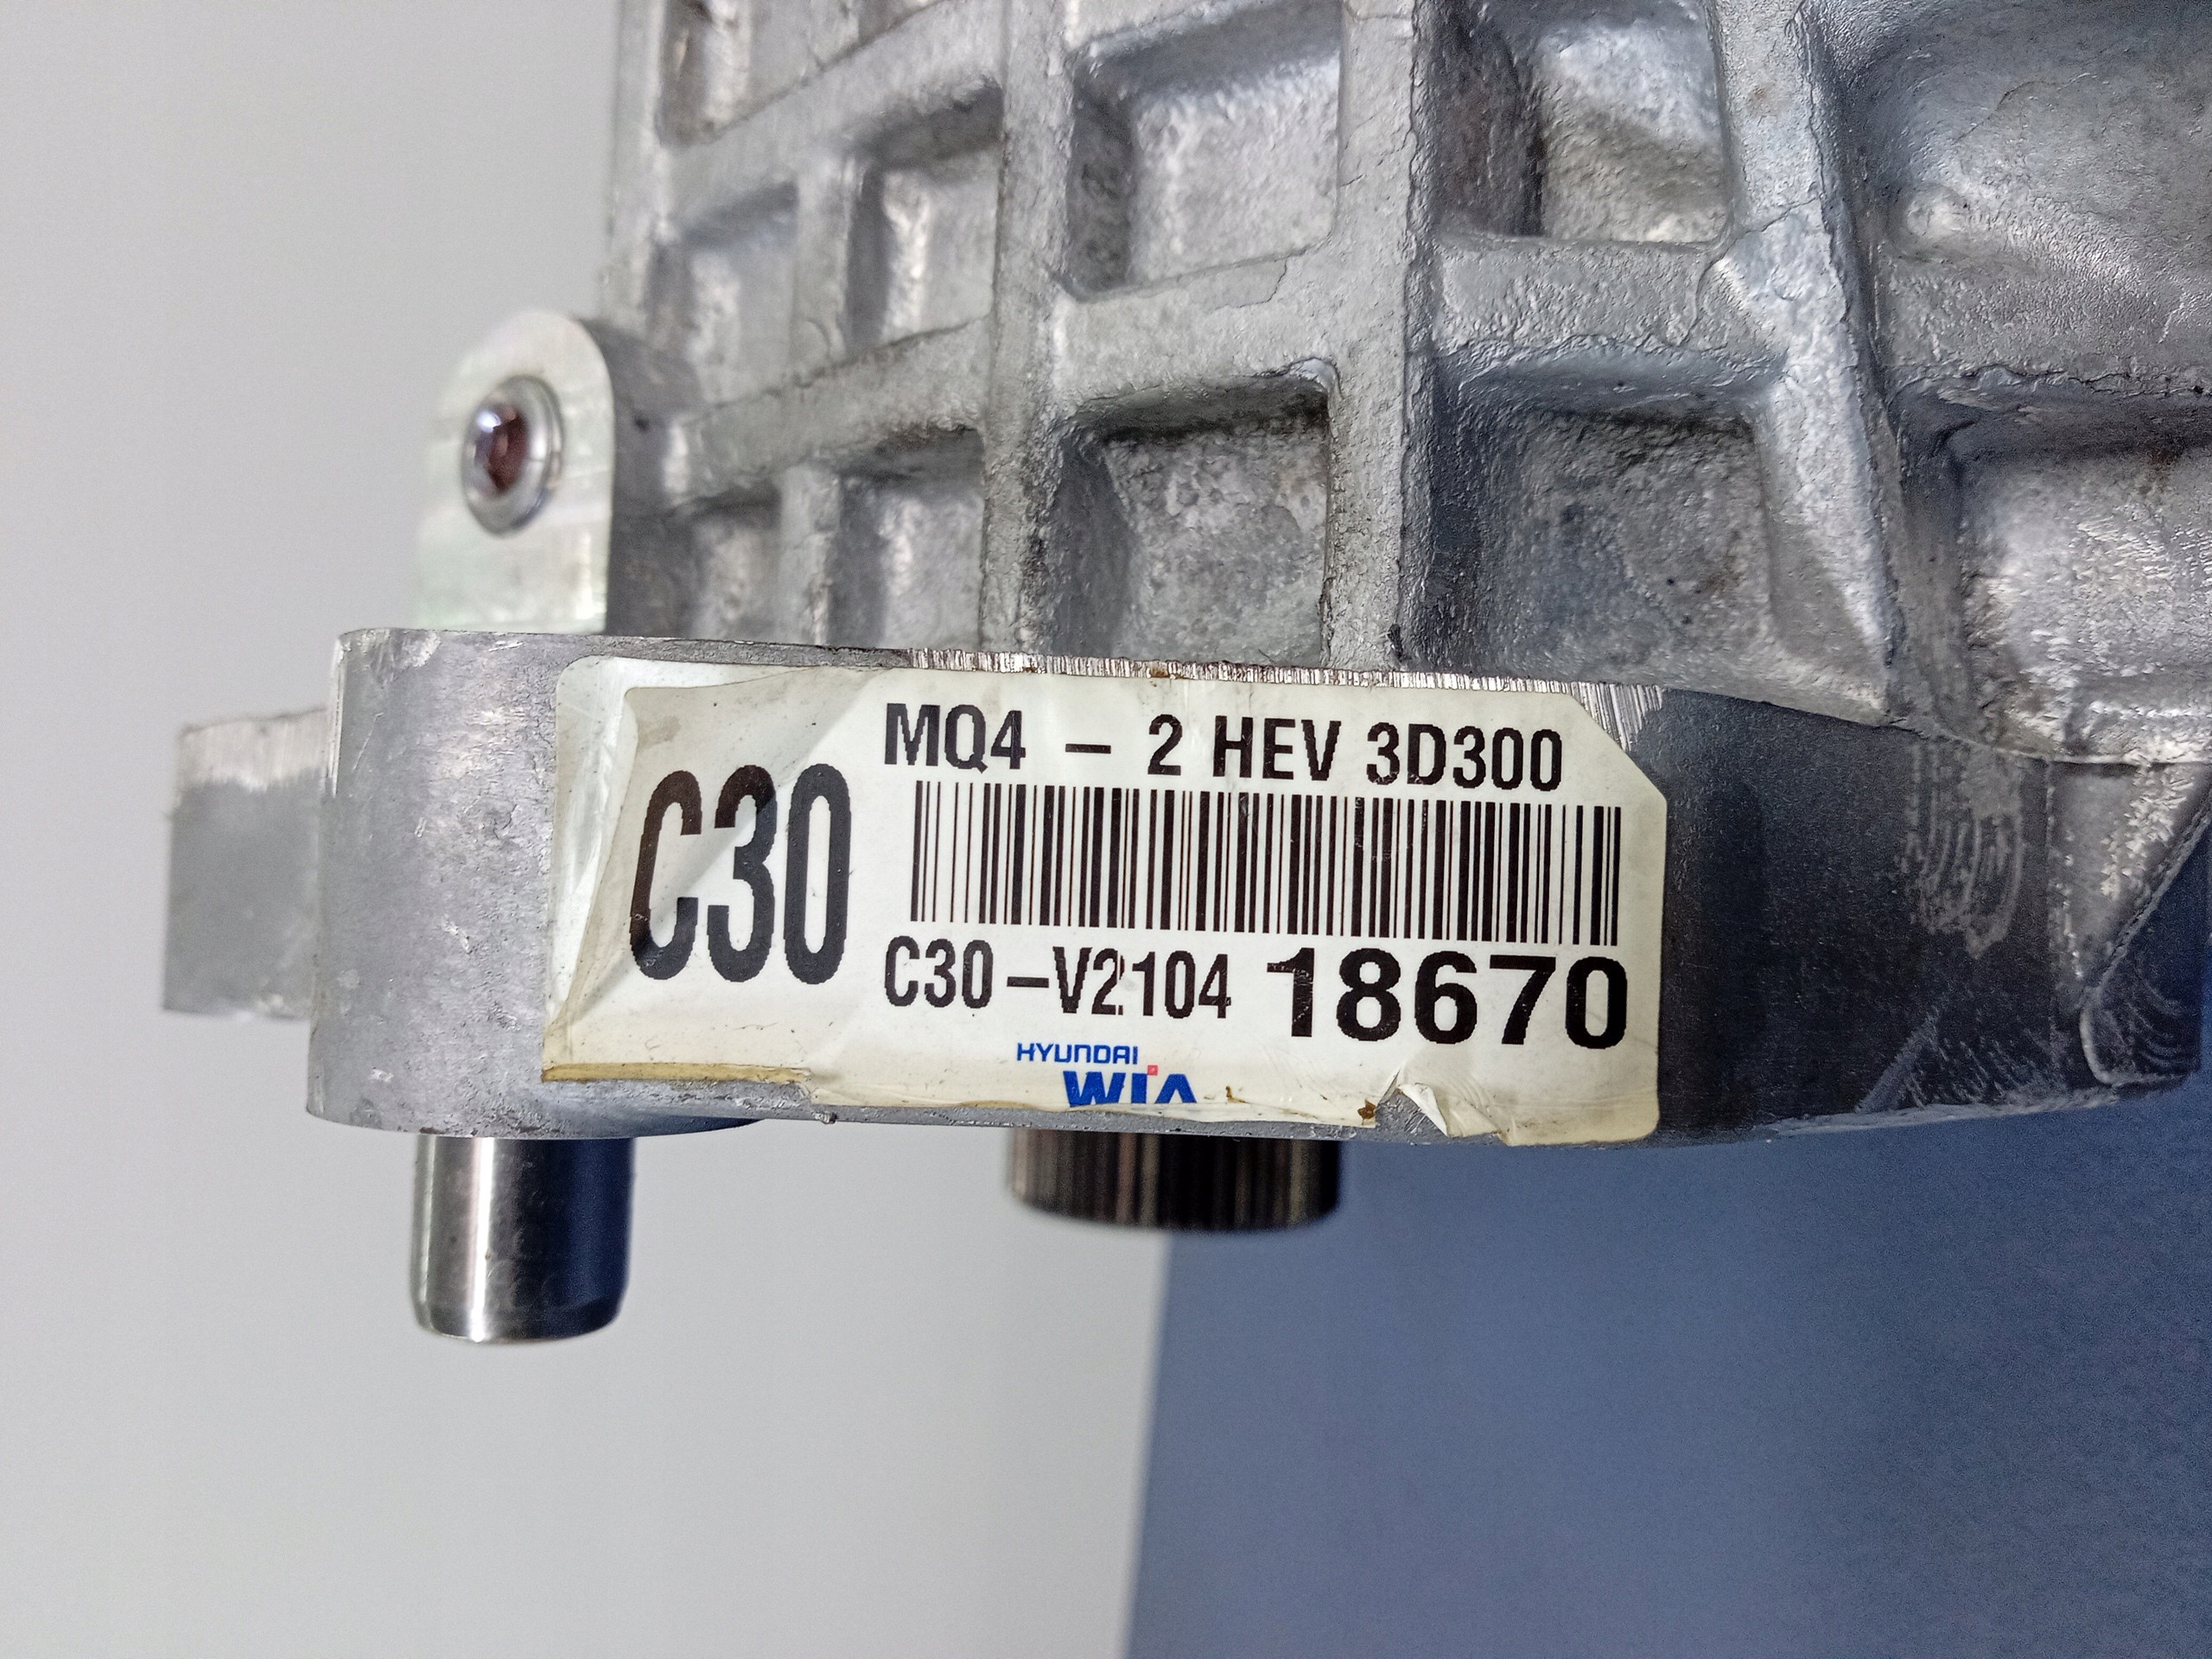 MQ4 - 2 HEV 3D300
C30
C30-V2104 18670
HYUNDAI
WIA